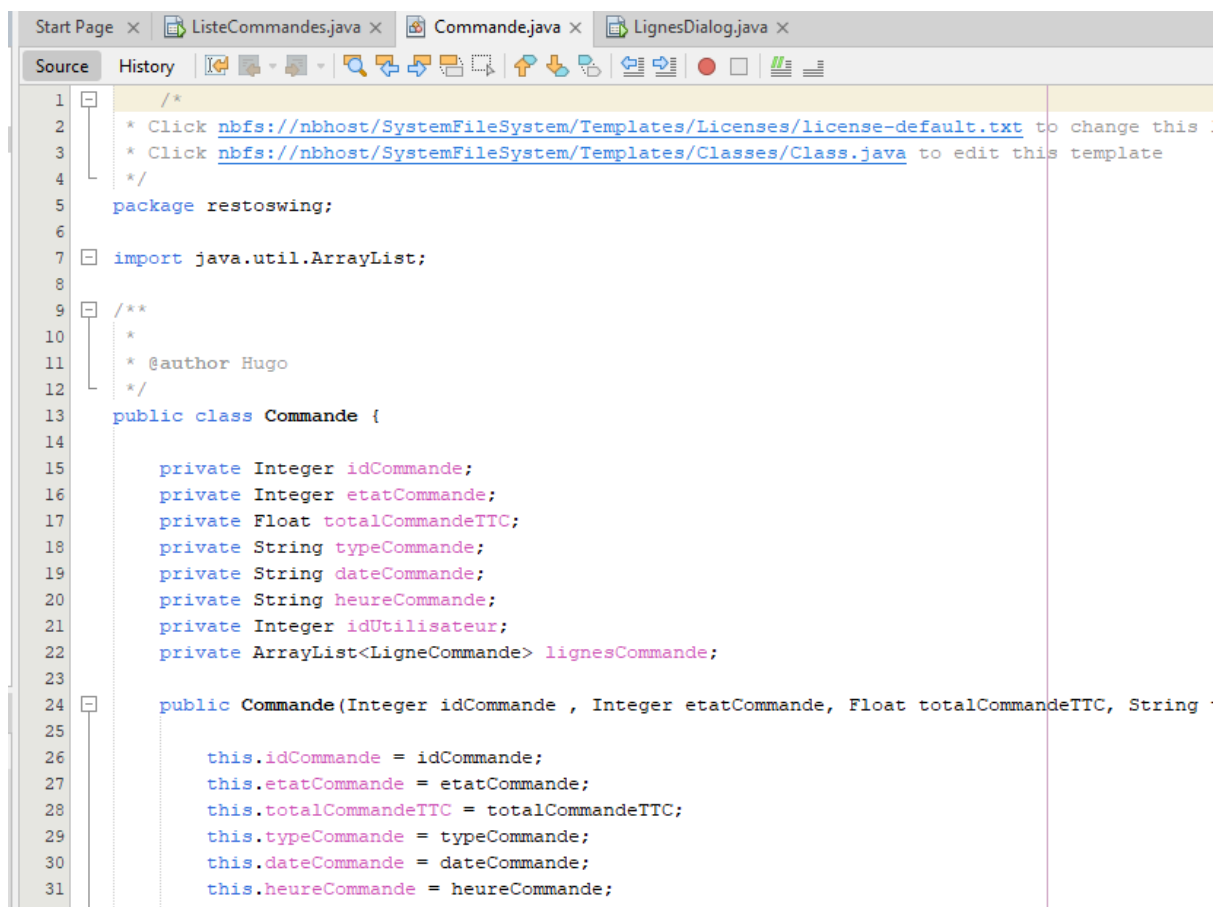 Start Page ListeCommandes.java Commande.java LignesDialog.java
Source History
1 /*
2 * Click nbfs://nbhost/SystemFileSystem/Templates/Licenses/license-default.txt to change this
3 * Click nbfs://nbhost/SystemFileSystem/Templates/Classes/Class.java to edit this template
4 */
5 package restoswing;
6
7 import java.util.ArrayList;
8
9 /**
10 *
11 * @author Hugo
12 */
13 public class Commande {
14
15 private Integer idCommande;
16 private Integer etatCommande;
17 private Float totalCommandeTTC;
18 private String typeCommande;
19 private String dateCommande;
20 private String heureCommande;
21 private Integer idUtilisateur;
22 private ArrayList<LigneCommande> lignesCommande;
23
24 public Commande(Integer idCommande , Integer etatCommande, Float totalCommandeTTC, String
25
26 this.idCommande = idCommande;
27 this.etatCommande = etatCommande;
28 this.totalCommandeTTC = totalCommandeTTC;
29 this.typeCommande = typeCommande;
30 this.dateCommande = dateCommande;
31 this.heureCommande = heureCommande;